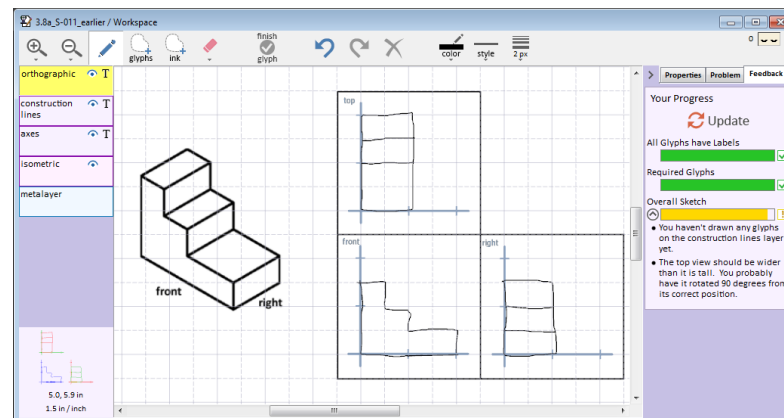 3.8a_S-011_earlier / Workspace
glyphs
ink
finish
glyph
color
style
2 px
0
orthographic T
construction T
lines
axes T
isometric
metalayer
5.0, 5.9 in
1.5 in / inch
front
right
top
front
right
Properties Problem Feedback
Your Progress
Update
All Glyphs have Labels
Required Glyphs
Overall Sketch
• You haven't drawn any glyphs
on the construction lines layer
yet.
• The top view should be wider
than it is tall. You probably
have it rotated 90 degrees from
its correct position.